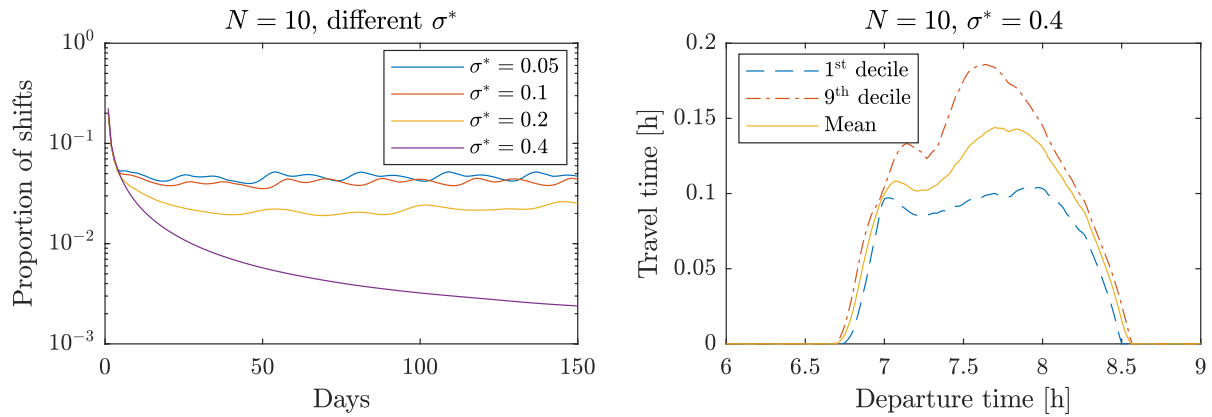 N = 10, different σ*
10⁰
10⁻¹
10⁻²
10⁻³
0
50
100
150
Proportion of shifts
Days
σ* = 0.05
σ* = 0.1
σ* = 0.2
σ* = 0.4
N = 10, σ* = 0.4
0.2
0.15
0.1
0.05
0
6
6.5
7
7.5
8
8.5
9
Travel time [h]
Departure time [h]
1ˢᵗ decile
9ᵗʰ decile
Mean